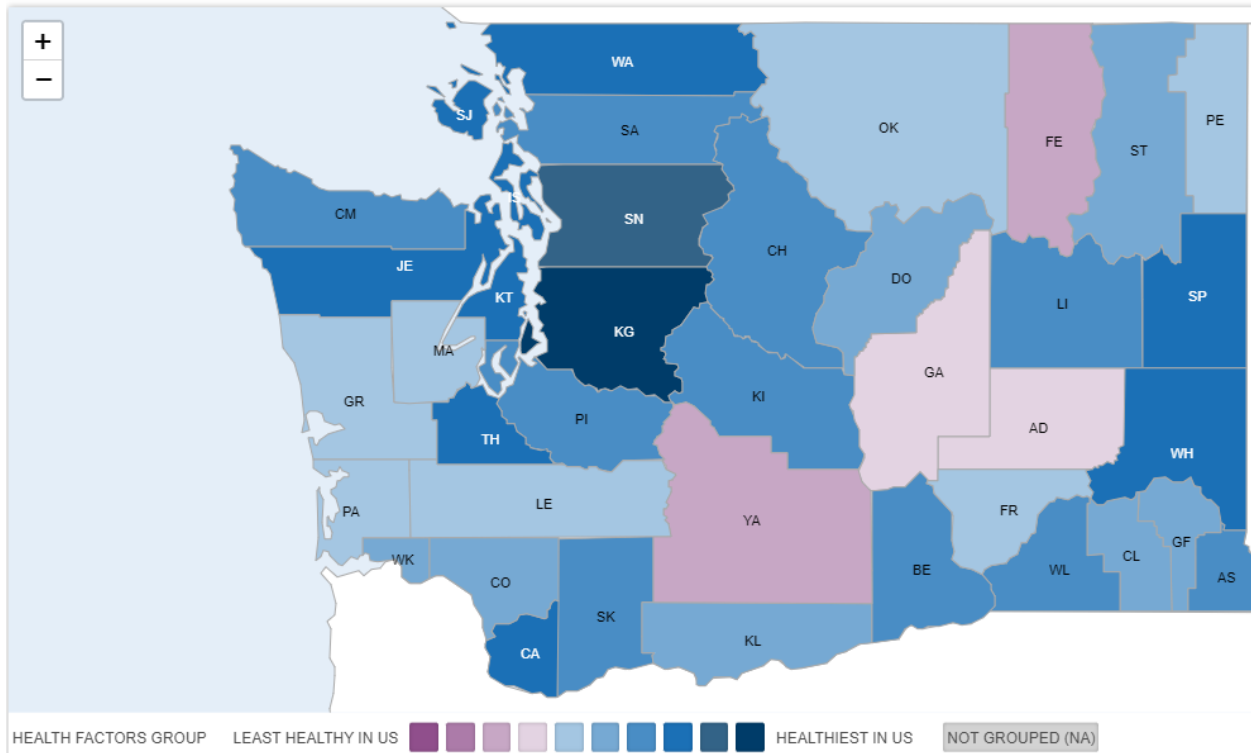 +
−
WA
SJ
SA
OK
FE
ST
PE
IS
CM
SN
CH
JE
DO
KT
LI
SP
KG
MA
GA
GR
KI
PI
TH
AD
WH
LE
PA
YA
FR
GF
WK
CL
CO
BE
WL
AS
SK
KL
CA
HEALTH FACTORS GROUP LEAST HEALTHY IN US HEALTHIEST IN US NOT GROUPED (NA)